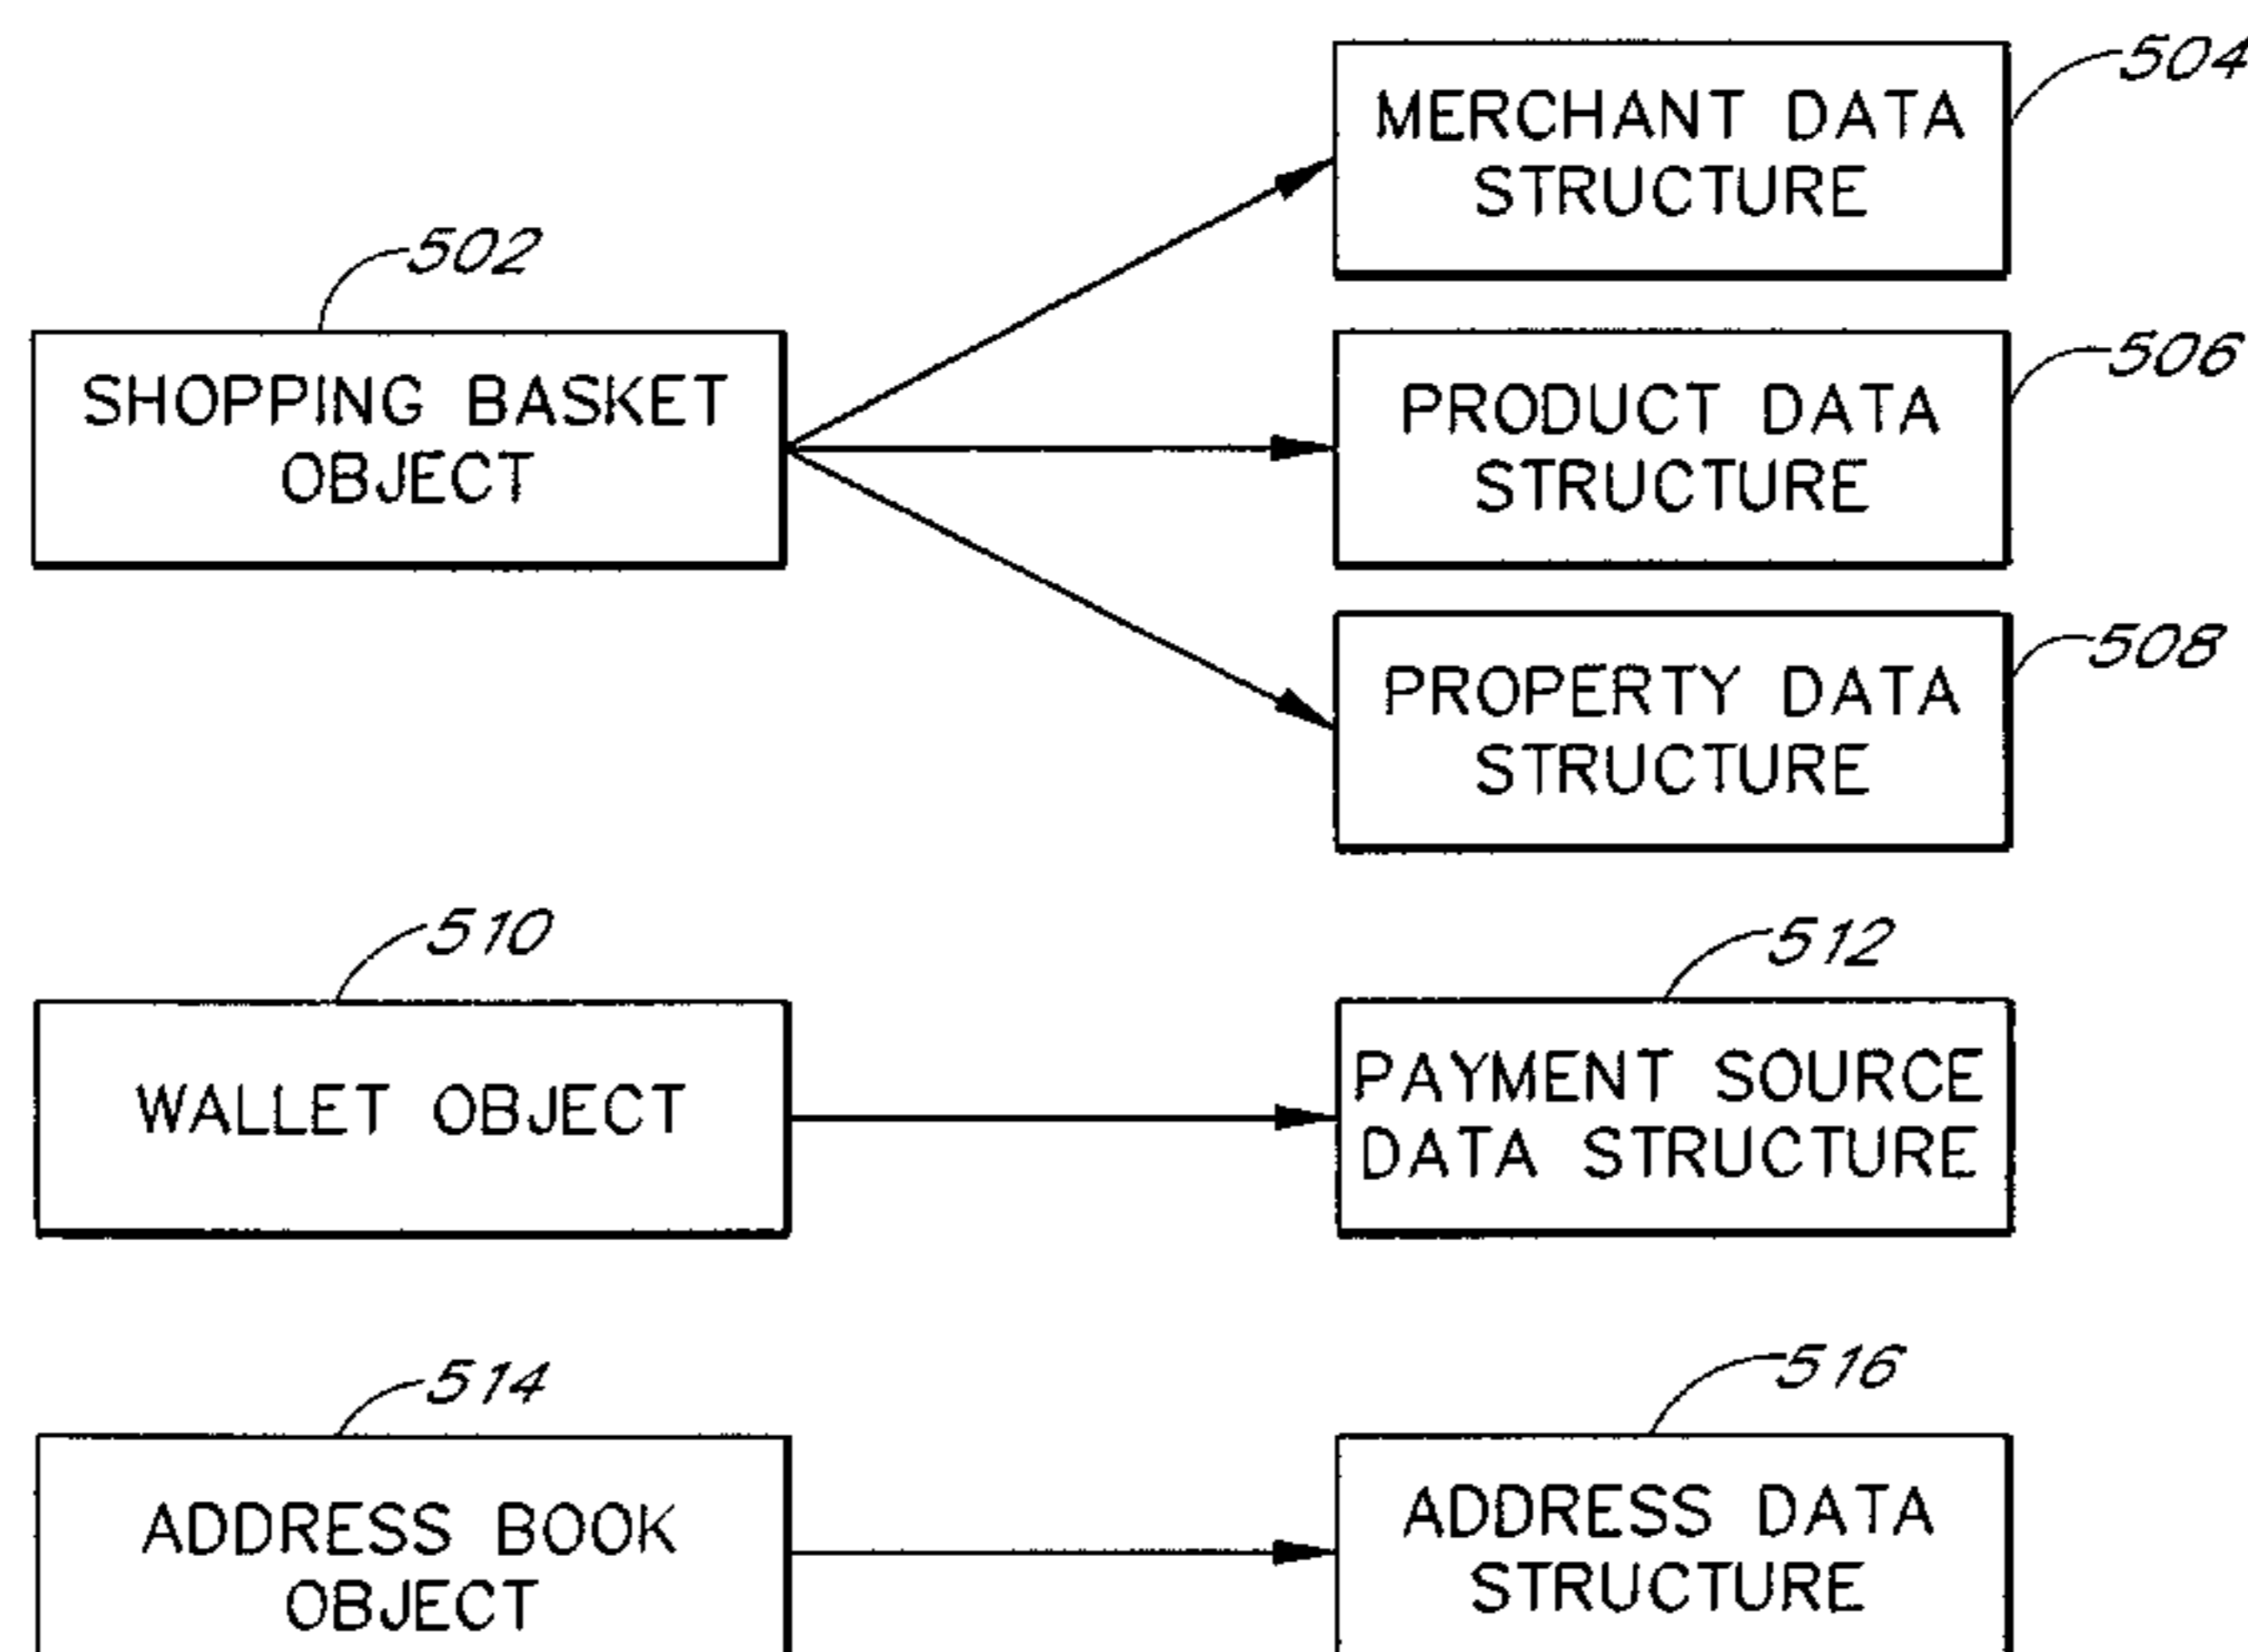 504
MERCHANT DATA
STRUCTURE
502
506
SHOPPING BASKET
OBJECT
PRODUCT DATA
STRUCTURE
508
PROPERTY DATA
STRUCTURE
510
512
WALLET OBJECT
PAYMENT SOURCE
DATA STRUCTURE
514
516
ADDRESS BOOK
OBJECT
ADDRESS DATA
STRUCTURE